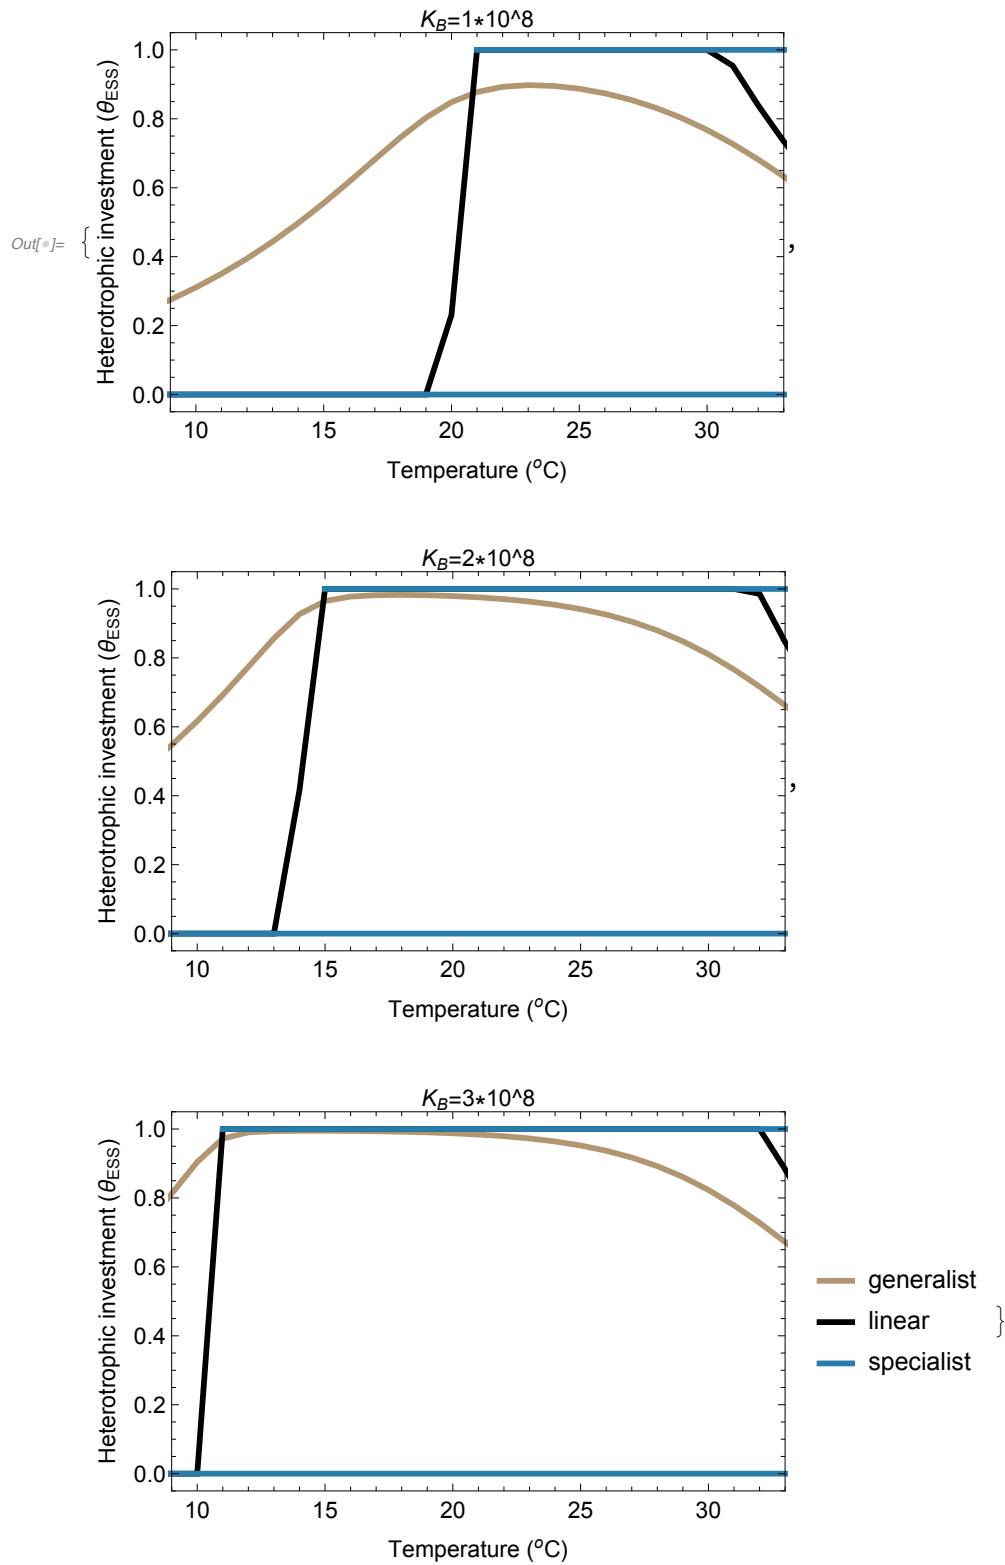 K_B=1*10^8
Out[•]= {
Heterotrophic investment (θ_ESS)
1.0
0.8
0.6
0.4
0.2
0.0
10 15 20 25 30
Temperature (°C)
,
K_B=2*10^8
Heterotrophic investment (θ_ESS)
1.0
0.8
0.6
0.4
0.2
0.0
10 15 20 25 30
Temperature (°C)
,
K_B=3*10^8
Heterotrophic investment (θ_ESS)
1.0
0.8
0.6
0.4
0.2
0.0
10 15 20 25 30
Temperature (°C)
generalist
linear
specialist
}